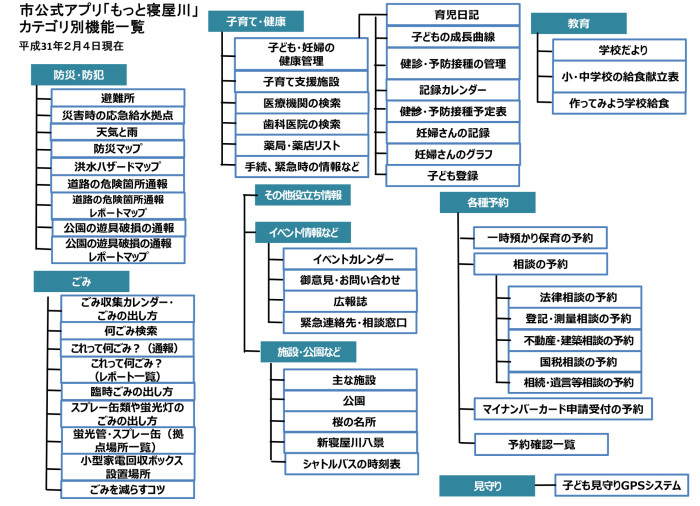 市公式アプリ「もっと寝屋川」
カテゴリ別機能一覧
平成31年2月4日現在
防災・防犯
避難所
災害時の応急給水拠点
天気と雨
防災マップ
洪水ハザードマップ
道路の危険箇所通報
道路の危険箇所通報
レポートマップ
公園の遊具破損の通報
公園の遊具破損の通報
レポートマップ
ごみ
ごみ収集カレンダー・
ごみの出し方
何ごみ検索
これって何ごみ？（通報）
これって何ごみ？
（レポート一覧）
臨時ごみの出し方
スプレー缶類や蛍光灯の
ごみの出し方
蛍光管・スプレー缶（拠
点場所一覧）
小型家電回収ボックス
設置場所
ごみを減らすコツ
子育て・健康
子ども・妊婦の
健康管理
子育て支援施設
医療機関の検索
歯科医院の検索
薬局・薬店リスト
手続、緊急時の情報など
育児日記
子どもの成長曲線
健診・予防接種の管理
記録カレンダー
健診・予防接種予定表
妊婦さんの記録
妊婦さんのグラフ
子ども登録
その他役立ち情報
イベント情報など
イベントカレンダー
御意見・お問い合わせ
広報誌
緊急連絡先・相談窓口
施設・公園など
主な施設
公園
桜の名所
新寝屋川八景
シャトルバスの時刻表
教育
学校だより
小・中学校の給食献立表
作ってみよう学校給食
各種予約
一時預かり保育の予約
相談の予約
法律相談の予約
登記・測量相談の予約
不動産・建築相談の予約
国税相談の予約
相続・遺言等相談の予約
マイナンバーカード申請受付の予約
予約確認一覧
見守り
子ども見守りGPSシステム